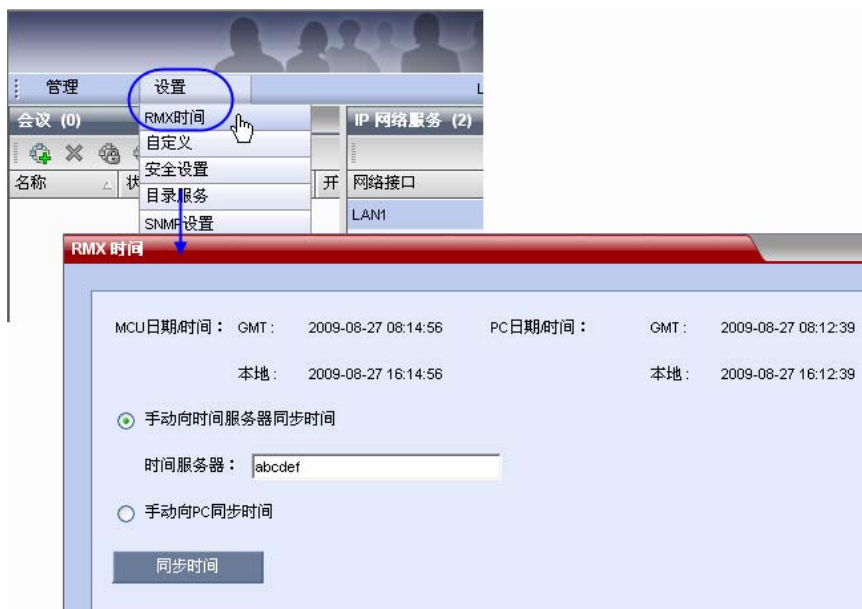 管理 设置 L
会议 (0) RMX时间 IP 网络服务 (2)
自定义
安全设置
名称 状 开 网络接口
目录服务
LAN1
SNMP设置
RMX 时间
MCU日期/时间： GMT : 2009-08-27 08:14:56 PC日期/时间： GMT : 2009-08-27 08:12:39
本地 : 2009-08-27 16:14:56 本地 : 2009-08-27 16:12:39
手动向时间服务器同步时间
时间服务器： abcdef
手动向PC同步时间
同步时间